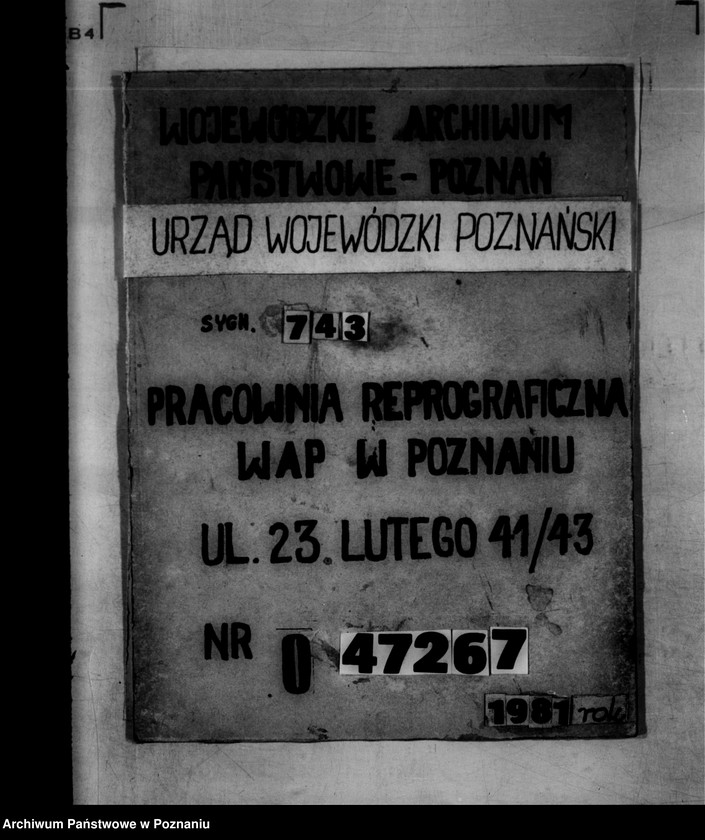 B4
WOJEWÓDZKIE ARCHIWUM
PAŃSTWOWE - POZNAŃ
URZĄD WOJEWÓDZKI POZNAŃSKI
SYGN. 743
PRACOWNIA REPROGRAFICZNA
WAP W POZNANIU
UL. 23. LUTEGO 41/43
NR 0 47267
1981 rok
Archiwum Państwowe w Poznaniu